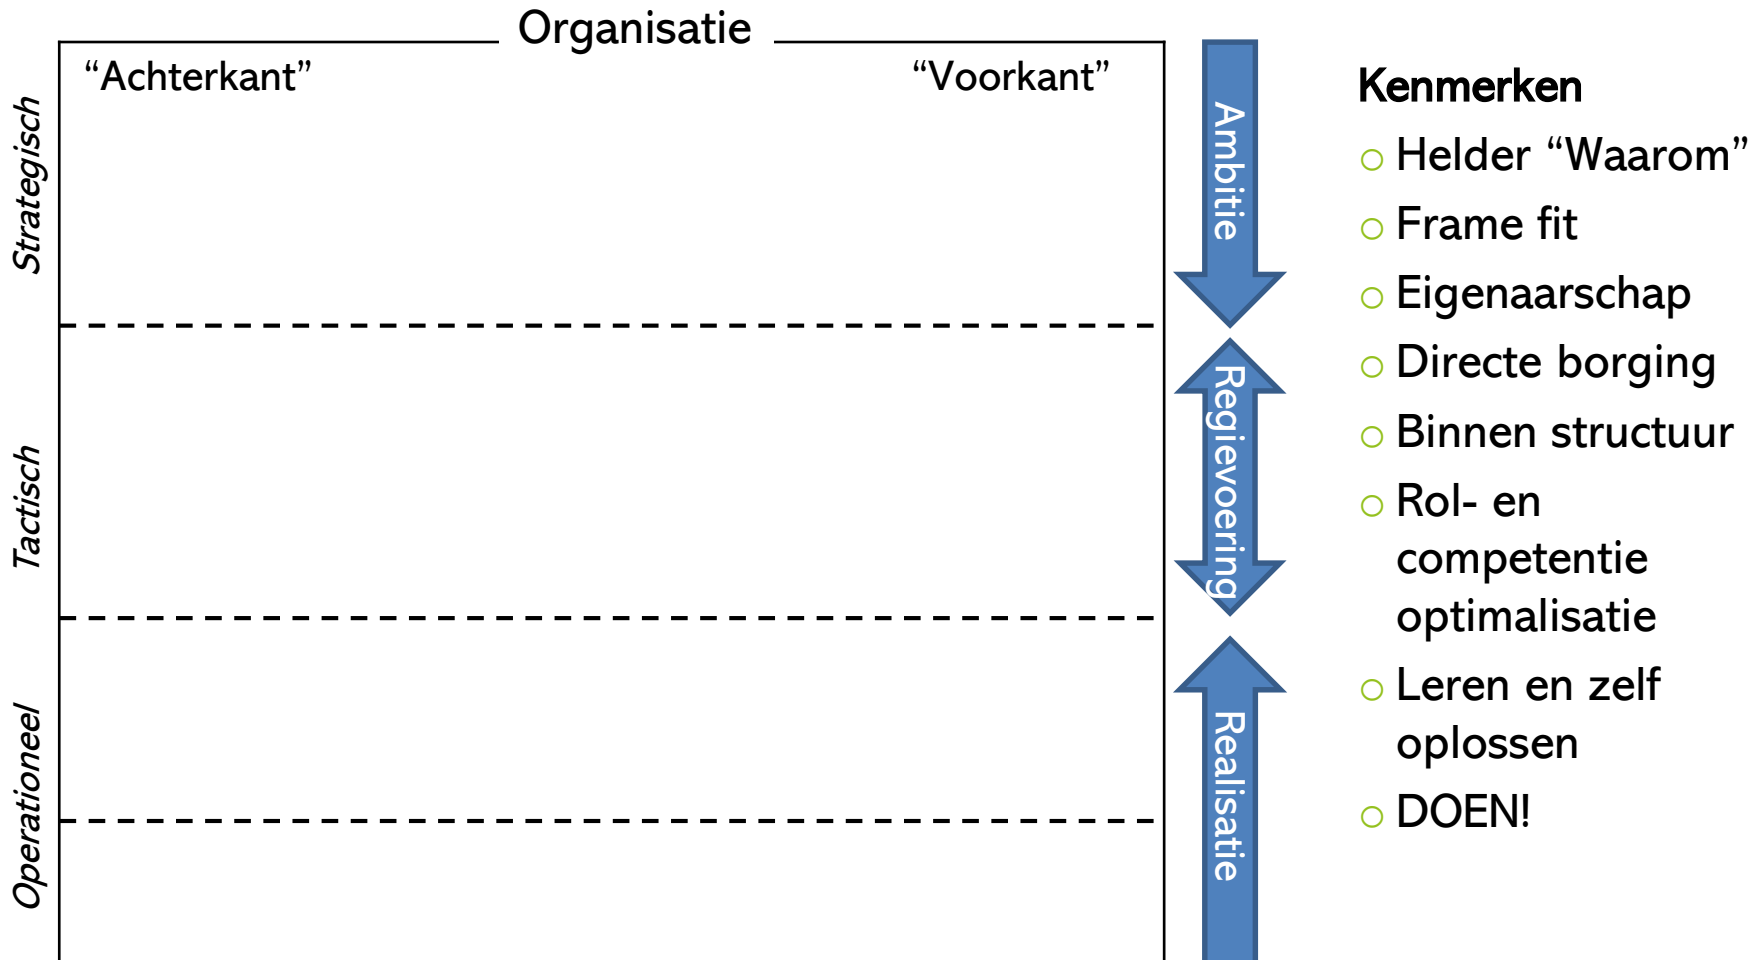 Organisatie
“Achterkant”
“Voorkant”
Strategisch
Tactisch
Operationeel
Ambitie
Regievoering
Realisatie
Kenmerken
Helder “Waarom”
Frame fit
Eigenaarschap
Directe borging
Binnen structuur
Rol- en
competentie
optimalisatie
Leren en zelf
oplossen
DOEN!